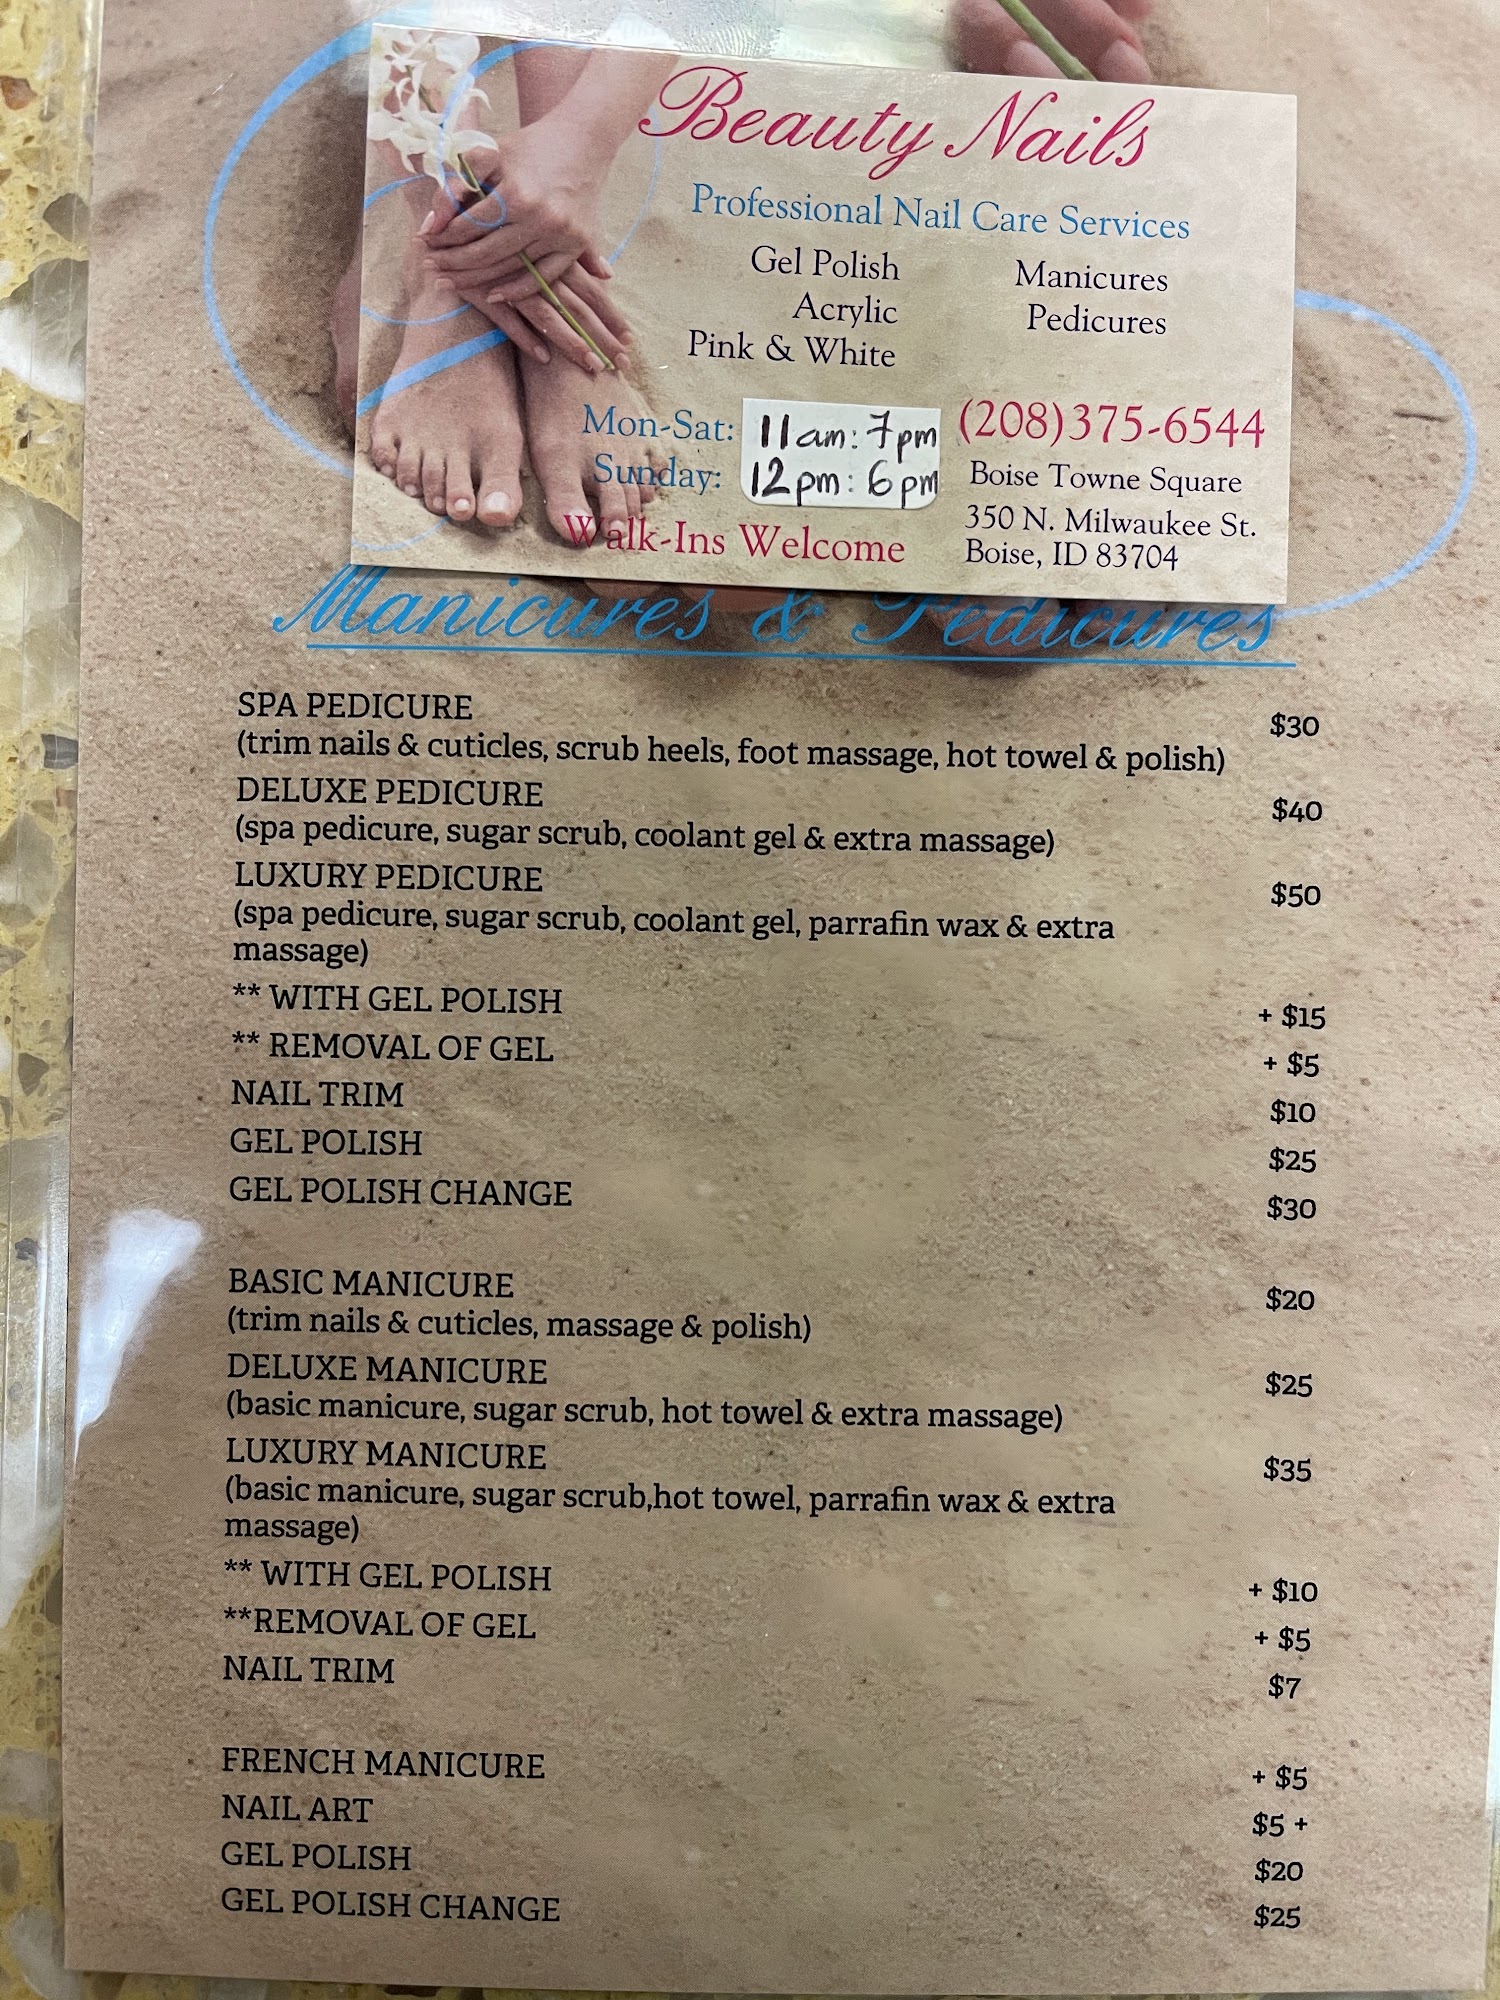 Beauty Nails
Professional Nail Care Services
Gel Polish
Acrylic
Pink & White
Manicures
Pedicures
Mon-Sat: 11am: 7pm
Sunday: 12pm: 6pm
Walk-Ins Welcome
(208)375-6544
Boise Towne Square
350 N. Milwaukee St.
Boise, ID 83704
Manicures & Pedicures
SPA PEDICURE $30
(trim nails & cuticles, scrub heels, foot massage, hot towel & polish)
DELUXE PEDICURE $40
(spa pedicure, sugar scrub, coolant gel & extra massage)
LUXURY PEDICURE $50
(spa pedicure, sugar scrub, coolant gel, parrafin wax & extra
massage)
** WITH GEL POLISH + $15
** REMOVAL OF GEL + $5
NAIL TRIM $10
GEL POLISH $25
GEL POLISH CHANGE $30
BASIC MANICURE $20
(trim nails & cuticles, massage & polish)
DELUXE MANICURE $25
(basic manicure, sugar scrub, hot towel & extra massage)
LUXURY MANICURE $35
(basic manicure, sugar scrub,hot towel, parrafin wax & extra
massage)
** WITH GEL POLISH + $10
**REMOVAL OF GEL + $5
NAIL TRIM $7
FRENCH MANICURE + $5
NAIL ART $5 +
GEL POLISH $20
GEL POLISH CHANGE $25